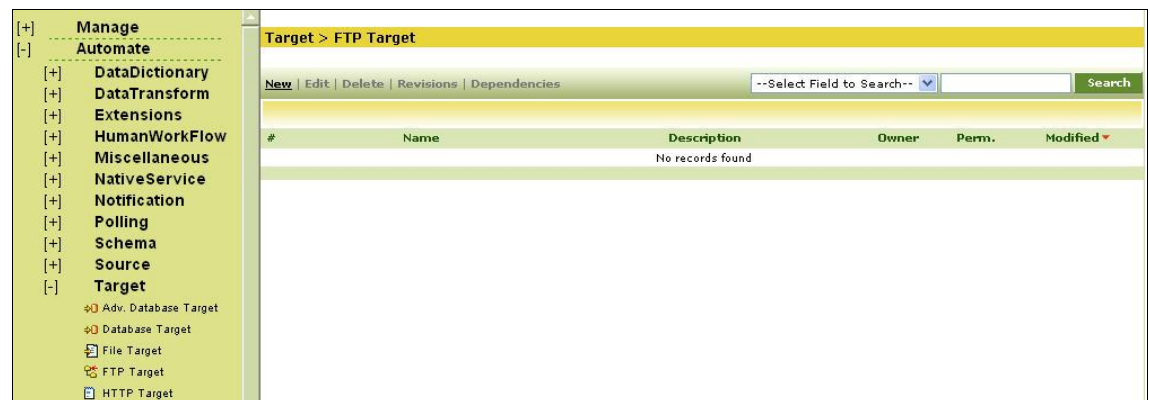 [+] Manage
[-] Automate
[+] DataDictionary
[+] DataTransform
[+] Extensions
[+] HumanWorkFlow
[+] Miscellaneous
[+] NativeService
[+] Notification
[+] Polling
[+] Schema
[+] Source
[-] Target
Adv. Database Target
Database Target
File Target
FTP Target
HTTP Target
Target > FTP Target
New | Edit | Delete | Revisions | Dependencies --Select Field to Search-- Search
# Name Description Owner Perm. Modified
No records found